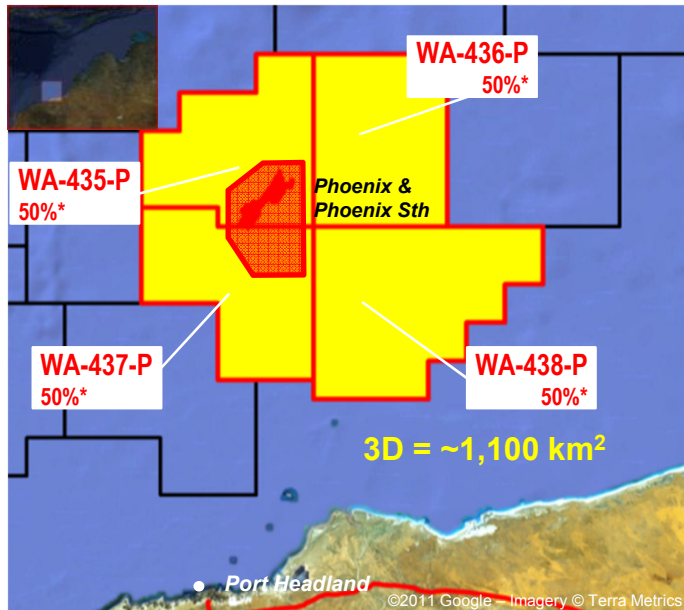 WA-436-P
50%*
WA-435-P
50%*
Phoenix &
Phoenix Sth
WA-437-P
50%*
WA-438-P
50%*
3D = ~1,100 km²
Port Headland
©2011 Google – Imagery © Terra Metrics